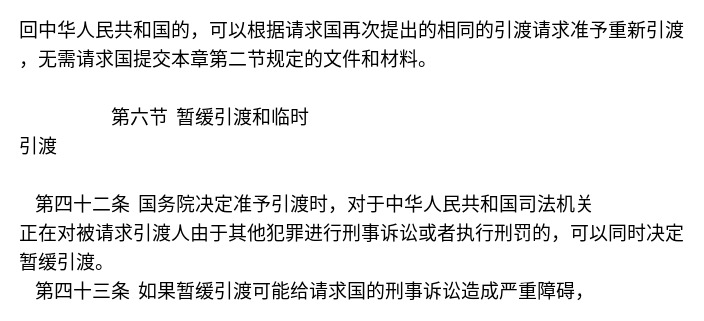 回中华人民共和国的，可以根据请求国再次提出的相同的引渡请求准予重新引渡
，无需请求国提交本章第二节规定的文件和材料。
第六节 暂缓引渡和临时
引渡
第四十二条 国务院决定准予引渡时，对于中华人民共和国司法机关
正在对被请求引渡人由于其他犯罪进行刑事诉讼或者执行刑罚的，可以同时决定
暂缓引渡。
第四十三条 如果暂缓引渡可能给请求国的刑事诉讼造成严重障碍，